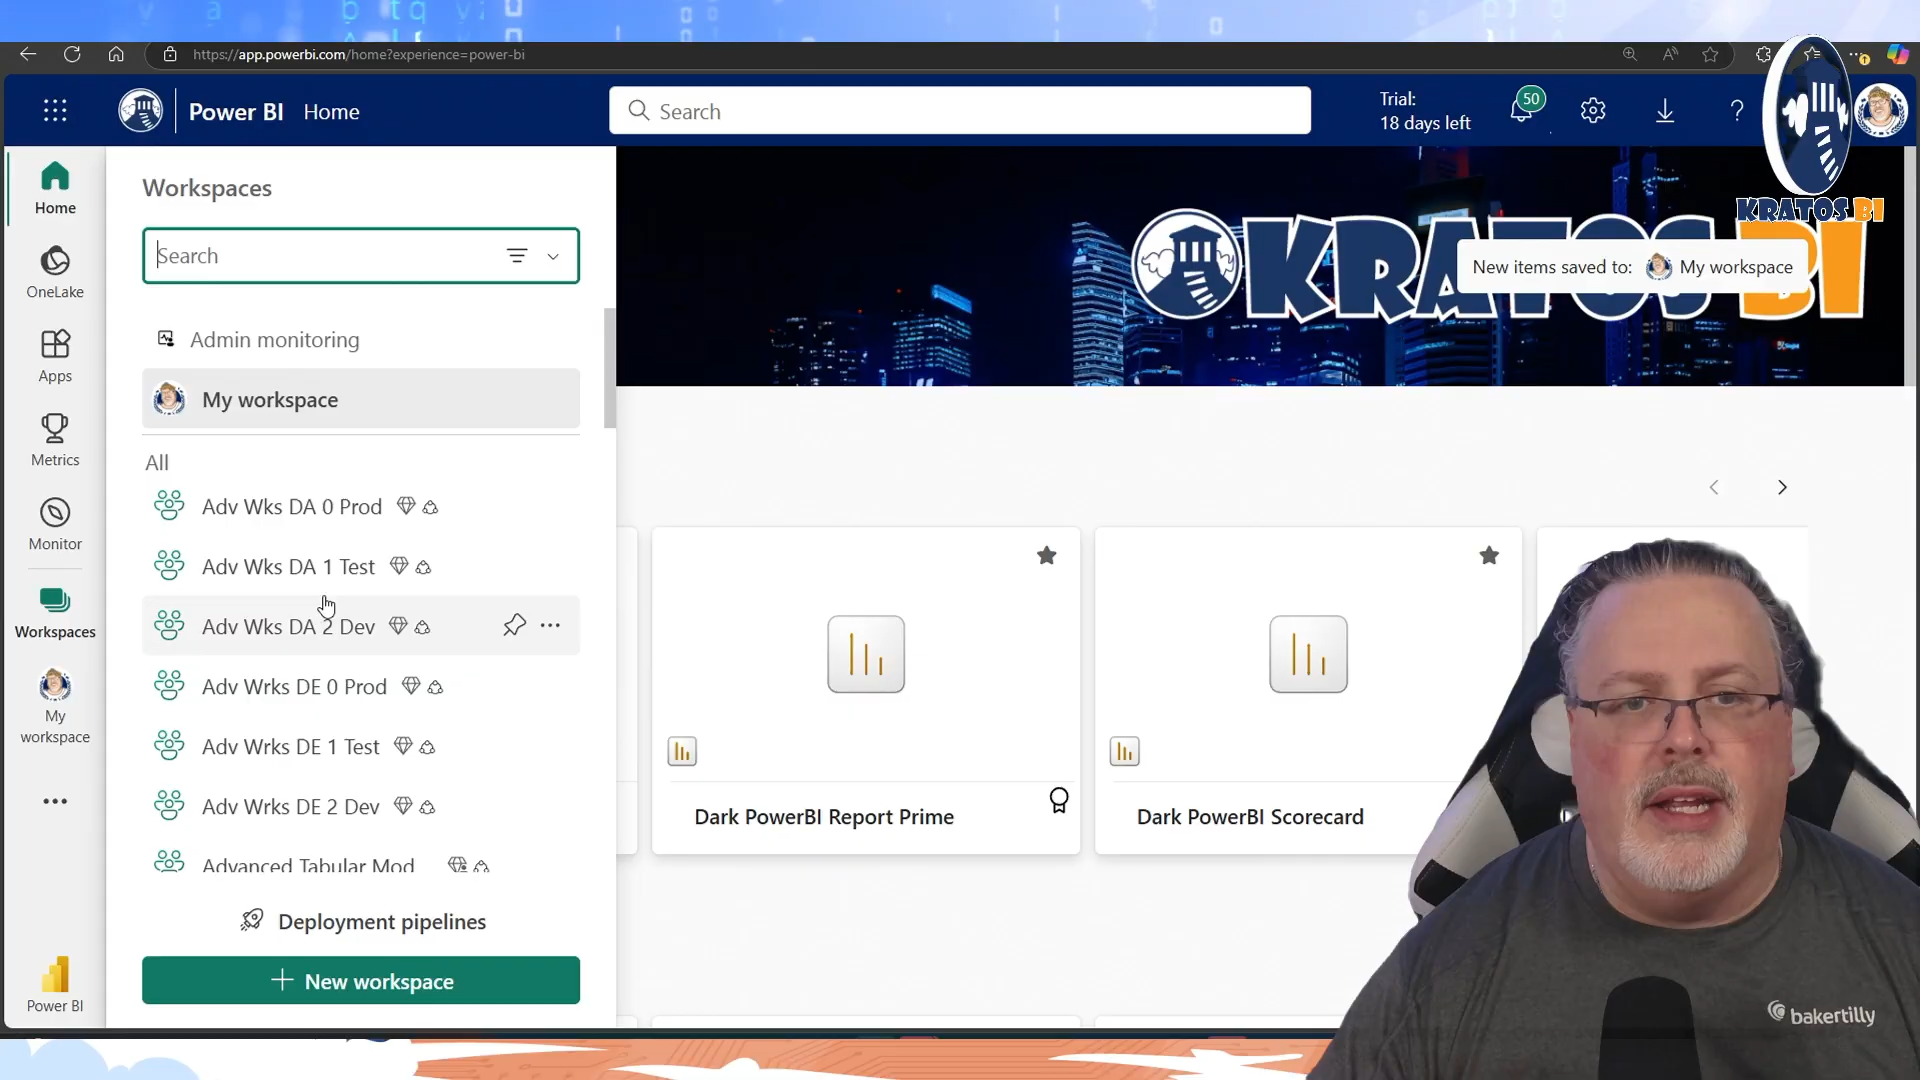 https://app.powerbi.com/home?experience=power-bi
Power BI Home
Search
Trial:
18 days left
50
?
KRATOS BI
Home
OneLake
Apps
Metrics
Monitor
Workspaces
My
workspace
Power BI
Workspaces
Search
Admin monitoring
My workspace
All
Adv Wks DA 0 Prod
Adv Wks DA 1 Test
Adv Wks DA 2 Dev
Adv Wrks DE 0 Prod
Adv Wrks DE 1 Test
Adv Wrks DE 2 Dev
Advanced Tabular Mod
Deployment pipelines
New workspace
KRATOS BI
New items saved to: My workspace
Dark PowerBI Report Prime
Dark PowerBI Scorecard
bakertilly